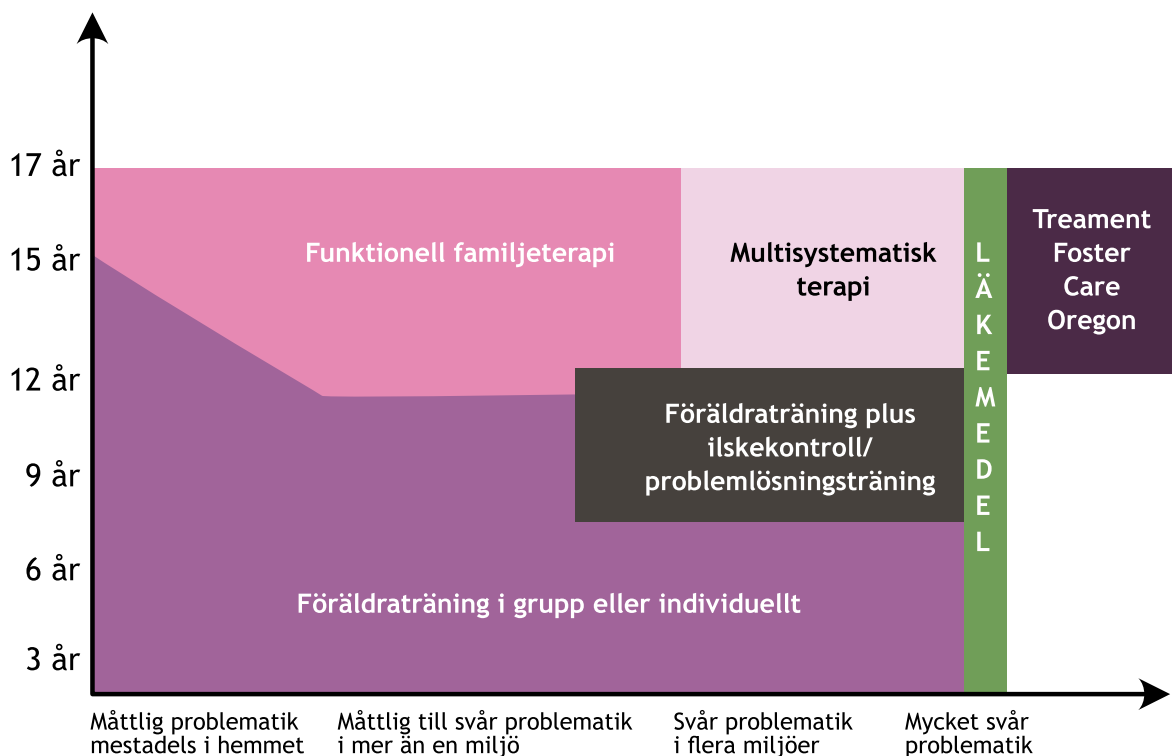 17 år
15 år
12 år
9 år
6 år
3 år
Funktionell familjeterapi
Multisystematisk
terapi
LÄKEMEDEL
Treament
Foster
Care
Oregon
Föräldraträning plus
ilskekontroll/
problemlösningsträning
Föräldraträning i grupp eller individuellt
Måttlig problematik
mestadels i hemmet
Måttlig till svår problematik
i mer än en miljö
Svår problematik
i flera miljöer
Mycket svår
problematik